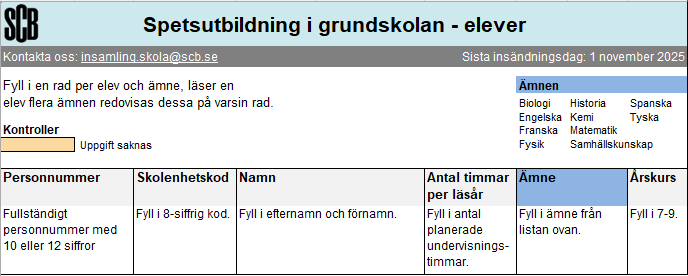 SCB
Spetsutbildning i grundskolan - elever
Kontakta oss: insamling.skola@scb.se
Sista insändningsdag: 1 november 2025
Fyll i en rad per elev och ämne, läser en
elev flera ämnen redovisas dessa på varsin rad.
Ämnen
Biologi Historia Spanska
Engelska Kemi Tyska
Franska Matematik
Fysik Samhällskunskap
Kontroller
Uppgift saknas
Personnummer Skolenhetskod Namn Antal timmar Ämne Årskurs
per läsår
Fullständigt Fyll i 8-siffrig kod. Fyll i efternamn och förnamn. Fyll i antal Fyll i ämne från Fyll i 7-9.
personnummer med planerade listan ovan.
10 eller 12 siffror undervisnings-
timmar.